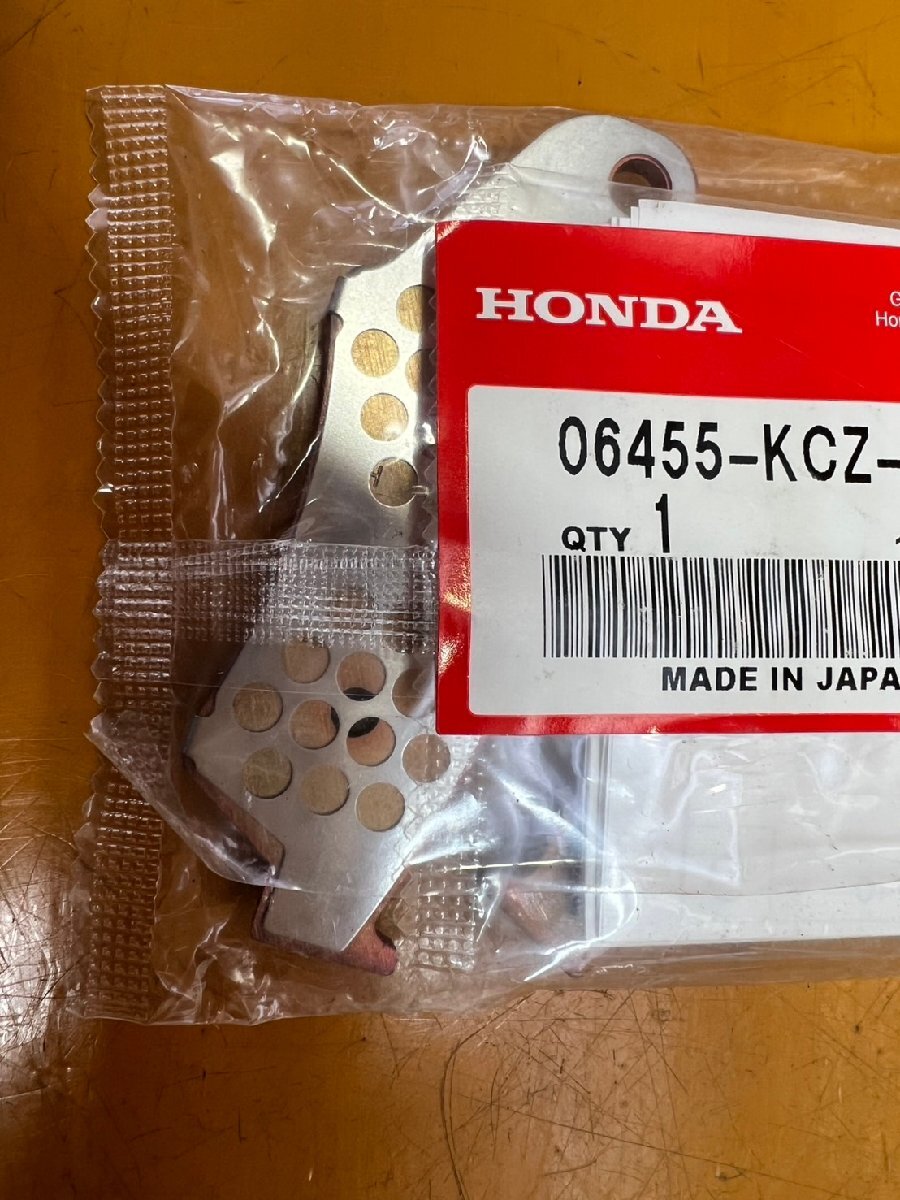 HONDA
06455-KCZ-
QTY 1
MADE IN JAPA